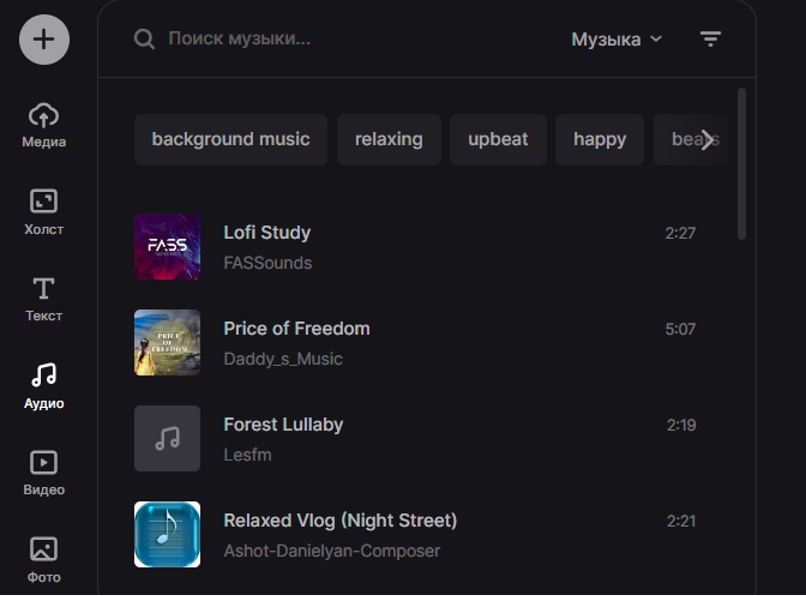 Поиск музыки...
Музыка
Медиа
Холст
Текст
Аудио
Видео
Фото
background music
relaxing
upbeat
happy
beats
FASS
Lofi Study
2:27
FASSounds
PRICE
OF
FREEDOM
Price of Freedom
5:07
Daddy_s_Music
Forest Lullaby
2:19
Lesfm
Relaxed Vlog (Night Street)
2:21
Ashot-Danielyan-Composer